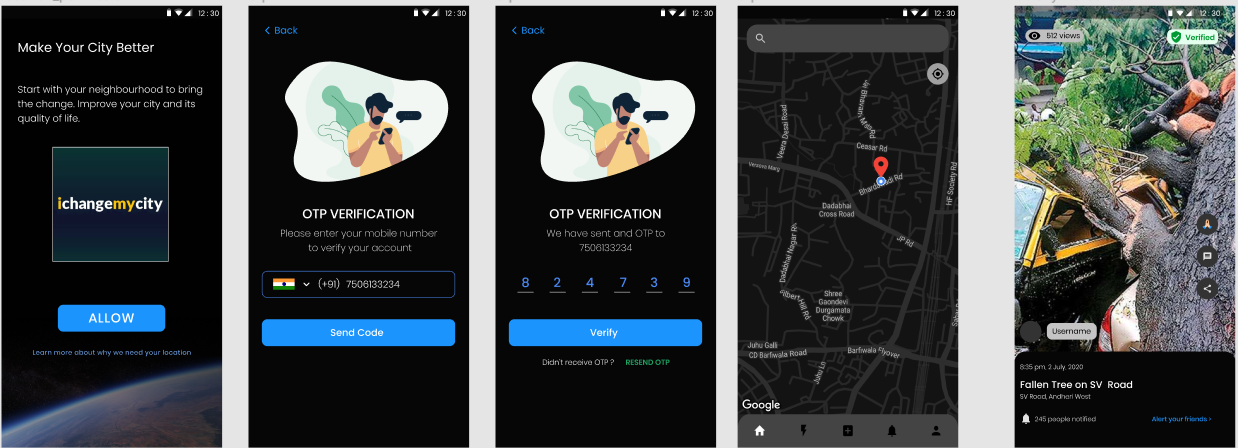 12:30
Make Your City Better
Start with your neighbourhood to bring
the change. Improve your city and its
quality of life.
ichangemycity
ALLOW
Learn more about why we need your location
12:30
Back
OTP VERIFICATION
Please enter your mobile number
to verify your account
(+91) 7506133234
Send Code
12:30
Back
OTP VERIFICATION
We have sent and OTP to
7506133234
8 2 4 7 3 9
Verify
Didn't receive OTP ? RESEND OTP
12:30
Veera Desai Road
Ceasar Rd
Versova Marg
HF Society Rd
Dadabhai
Cross Road
JP Rd
Dadabhai Nagar Rd
Gilbert Hill Rd
Shree
Gaondevi
Durgamata
Chowk
Juhu Galli
CD Barfiwala Road
Barfiwala Flyover
Juhu Ln
Google
12:30
512 views
Verified
Username
8:35 pm, 2 July, 2020
Fallen Tree on SV Road
SV Road, Andheri West
245 people notified
Alert your friends >